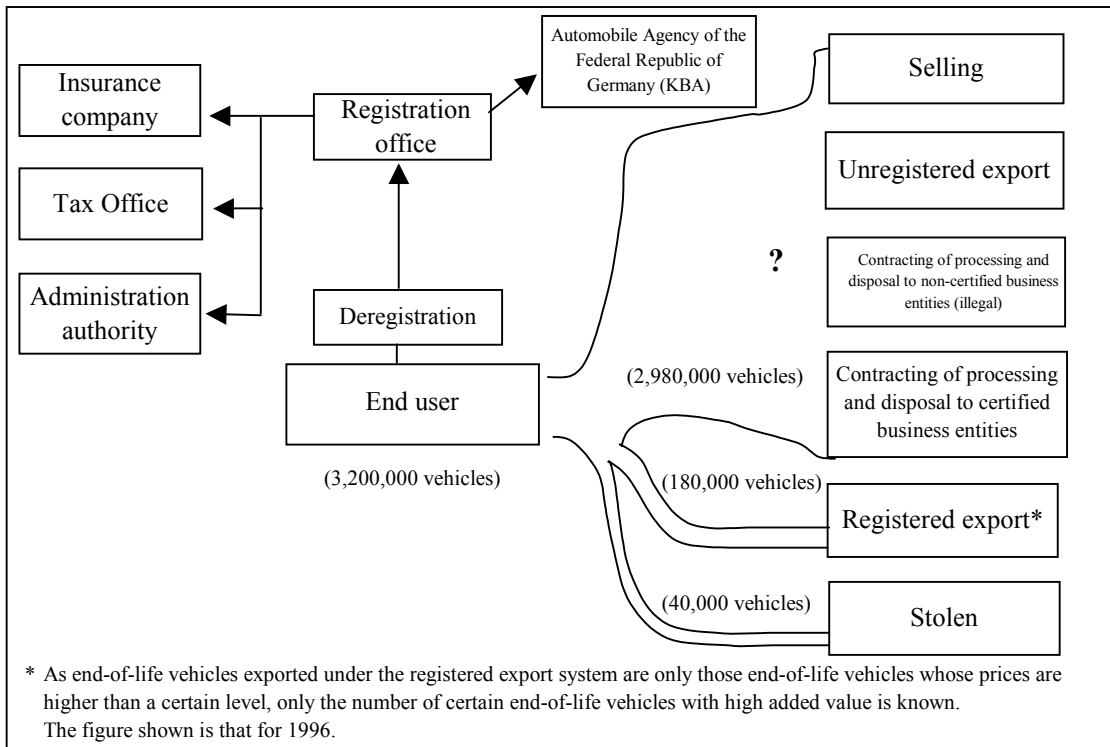 Automobile Agency of the
Federal Republic of
Germany (KBA)
Insurance
company
Registration
office
Selling
Tax Office
Unregistered export
?
Contracting of processing and
disposal to non-certified business
entities (illegal)
Administration
authority
Deregistration
End user
(3,200,000 vehicles)
(2,980,000 vehicles)
Contracting of processing
and disposal to certified
business entities
(180,000 vehicles)
Registered export*
(40,000 vehicles)
Stolen
* As end-of-life vehicles exported under the registered export system are only those end-of-life vehicles whose prices are
higher than a certain level, only the number of certain end-of-life vehicles with high added value is known.
The figure shown is that for 1996.